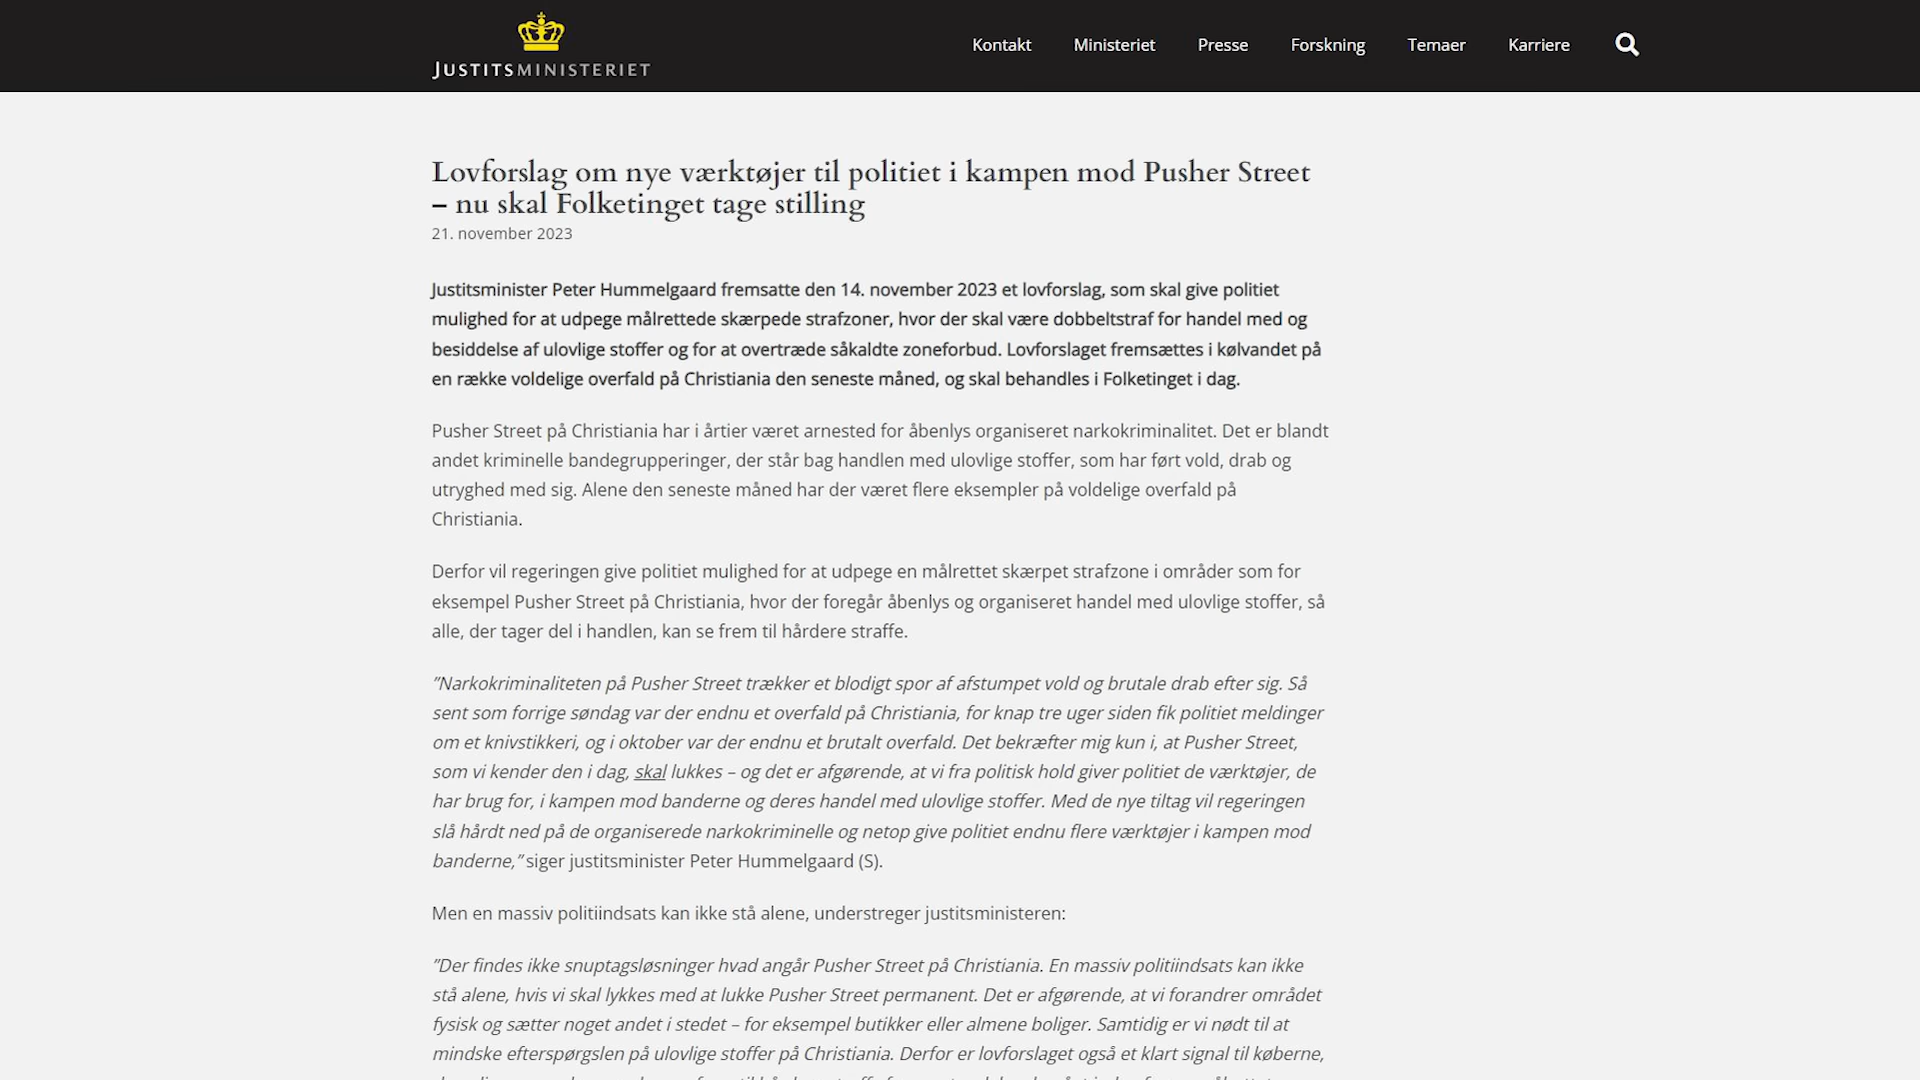 JUSTITSMINISTERIET
Kontakt
Ministeriet
Presse
Forskning
Temaer
Karriere
Lovforslag om nye værktøjer til politiet i kampen mod Pusher Street
– nu skal Folketinget tage stilling
21. november 2023
Justitsminister Peter Hummelgaard fremsatte den 14. november 2023 et lovforslag, som skal give politiet
mulighed for at udpege målrettede skærpede strafzoner, hvor der skal være dobbeltstraf for handel med og
besiddelse af ulovlige stoffer og for at overtræde såkaldte zoneforbud. Lovforslaget fremsættes i kølvandet på
en række voldelige overfald på Christiania den seneste måned, og skal behandles i Folketinget i dag.
Pusher Street på Christiania har i årtier været arnested for åbenlys organiseret narkokriminalitet. Det er blandt
andet kriminelle bandegrupperinger, der står bag handlen med ulovlige stoffer, som har ført vold, drab og
utryghed med sig. Alene den seneste måned har der været flere eksempler på voldelige overfald på
Christiania.
Derfor vil regeringen give politiet mulighed for at udpege en målrettet skærpet strafzone i områder som for
eksempel Pusher Street på Christiania, hvor der foregår åbenlys og organiseret handel med ulovlige stoffer, så
alle, der tager del i handlen, kan se frem til hårdere straffe.
”Narkokriminaliteten på Pusher Street trækker et blodigt spor af afstumpet vold og brutale drab efter sig. Så
sent som forrige søndag var der endnu et overfald på Christiania, for knap tre uger siden fik politiet meldinger
om et knivstikkeri, og i oktober var der endnu et brutalt overfald. Det bekræfter mig kun i, at Pusher Street,
som vi kender den i dag, skal lukkes – og det er afgørende, at vi fra politisk hold giver politiet de værktøjer, de
har brug for, i kampen mod banderne og deres handel med ulovlige stoffer. Med de nye tiltag vil regeringen
slå hårdt ned på de organiserede narkokriminelle og netop give politiet endnu flere værktøjer i kampen mod
banderne,” siger justitsminister Peter Hummelgaard (S).
Men en massiv politiindsats kan ikke stå alene, understreger justitsministeren:
”Der findes ikke snuptagsløsninger hvad angår Pusher Street på Christiania. En massiv politiindsats kan ikke
stå alene, hvis vi skal lykkes med at lukke Pusher Street permanent. Det er afgørende, at vi forandrer området
fysisk og sætter noget andet i stedet – for eksempel butikker eller almene boliger. Samtidig er vi nødt til at
mindske efterspørgslen på ulovlige stoffer på Christiania. Derfor er lovforslaget også et klart signal til køberne,